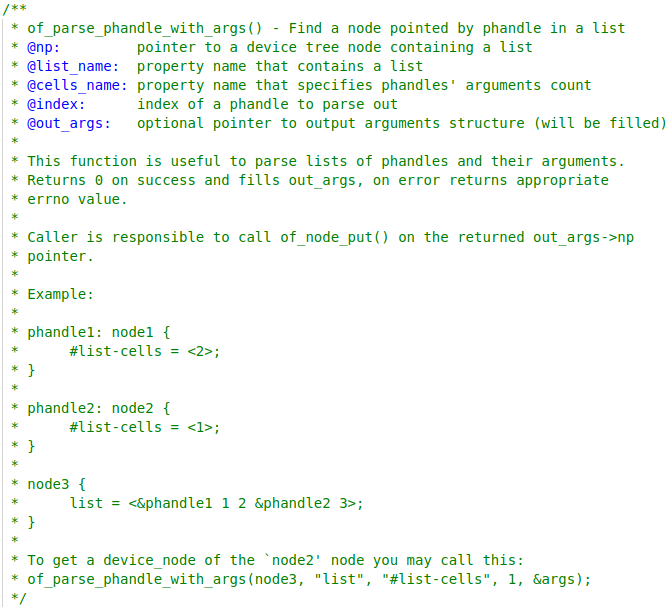 /**
 * of_parse_phandle_with_args() - Find a node pointed by phandle in a list
 * @np:         pointer to a device tree node containing a list
 * @list_name:  property name that contains a list
 * @cells_name: property name that specifies phandles' arguments count
 * @index:      index of a phandle to parse out
 * @out_args:   optional pointer to output arguments structure (will be filled)
 *
 * This function is useful to parse lists of phandles and their arguments.
 * Returns 0 on success and fills out_args, on error returns appropriate
 * errno value.
 *
 * Caller is responsible to call of_node_put() on the returned out_args->np
 * pointer.
 *
 * Example:
 *
 * phandle1: node1 {
 *      #list-cells = <2>;
 * }
 *
 * phandle2: node2 {
 *      #list-cells = <1>;
 * }
 *
 * node3 {
 *      list = <&phandle1 1 2 &phandle2 3>;
 * }
 *
 * To get a device_node of the `node2' node you may call this:
 * of_parse_phandle_with_args(node3, "list", "#list-cells", 1, &args);
 */